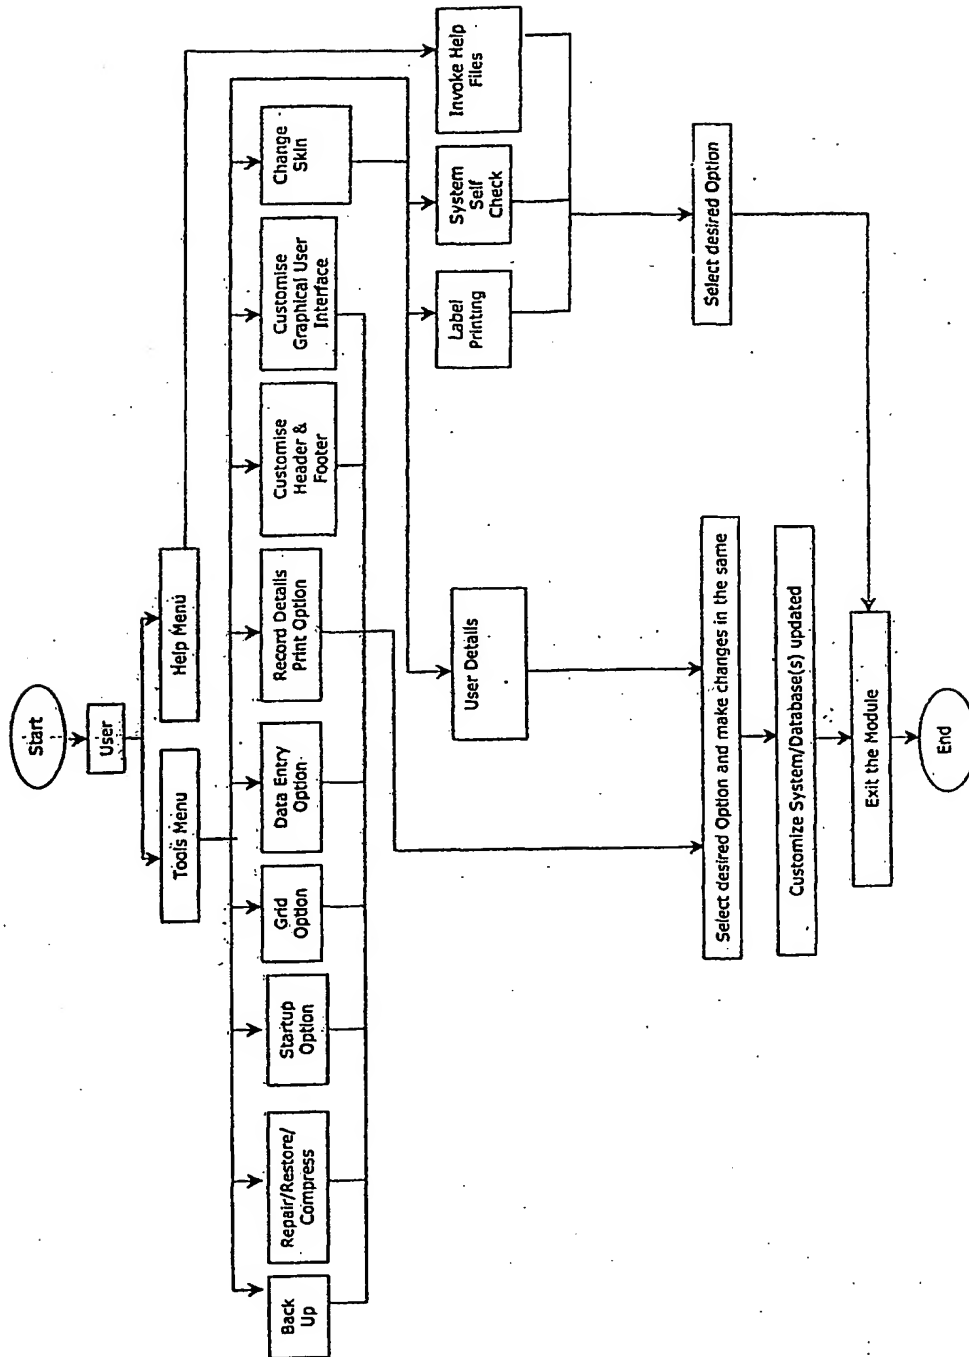 Start
User
Tools Menu
Help Menu
Back
Up
Repair/Restore/
Compress
Startup
Option
Grid
Option
Data Entry
Option
Record Details
Print Option
Customise
Header &
Footer
Customise
Graphical User
Interface
Change
Skin
User Details
Label
Printing
System
Self
Check
Invoke Help
Files
Select desired Option and make changes in the same
Select desired Option
Customize System/Database(s) updated
Exit the Module
End